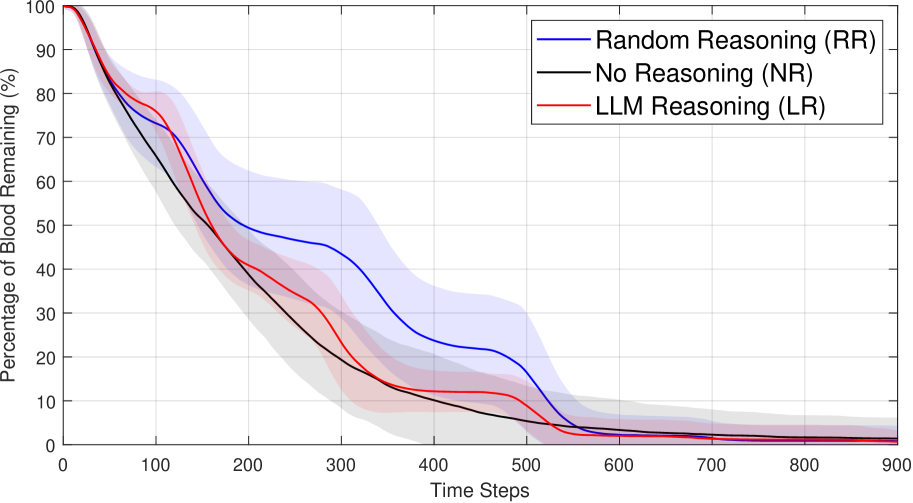 Random Reasoning (RR)
No Reasoning (NR)
LLM Reasoning (LR)
Percentage of Blood Remaining (%)
100
90
80
70
60
50
40
30
20
10
0
0 100 200 300 400 500 600 700 800 900
Time Steps